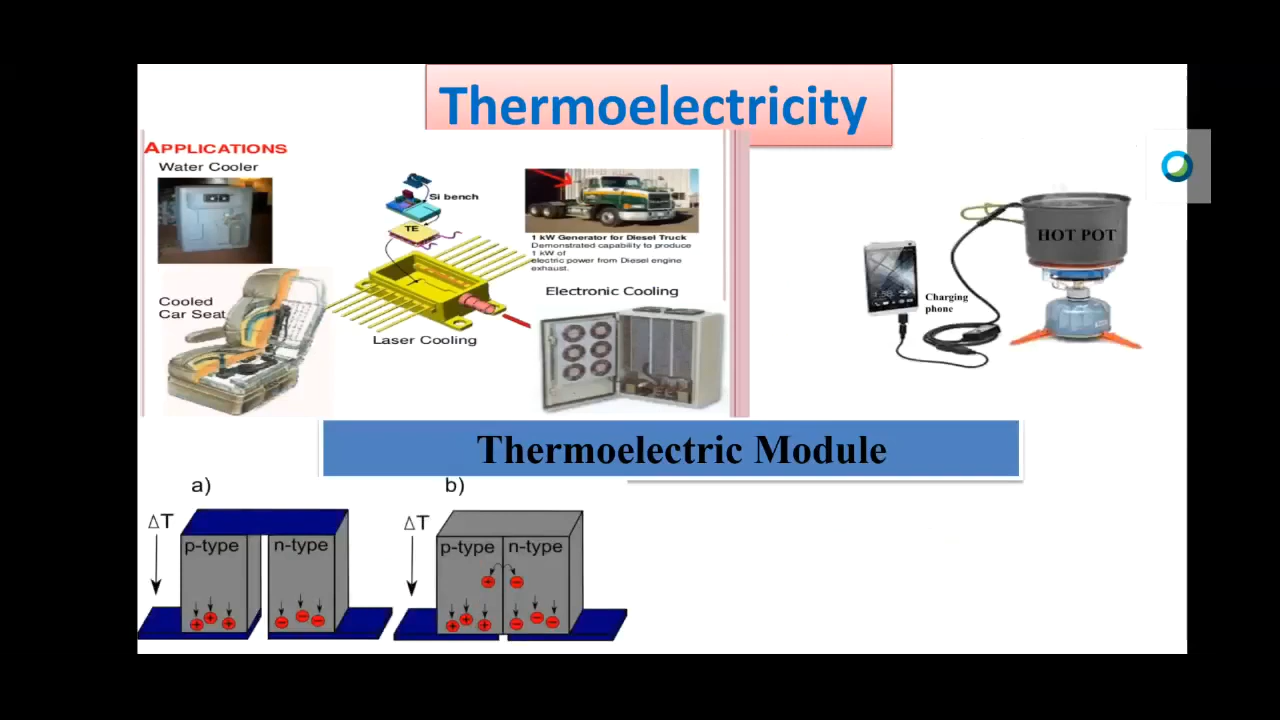 Thermoelectricity
APPLICATIONS
Water Cooler
Si bench
TE
1 kW Generator for Diesel Truck
Demonstrated capability to produce
1 kW of
electric power from Diesel engine
exhaust.
Cooled
Car Seat
Laser Cooling
Electronic Cooling
HOT POT
Charging
phone
Thermoelectric Module
a)
ΔT
p-type
n-type
b)
ΔT
p-type
n-type